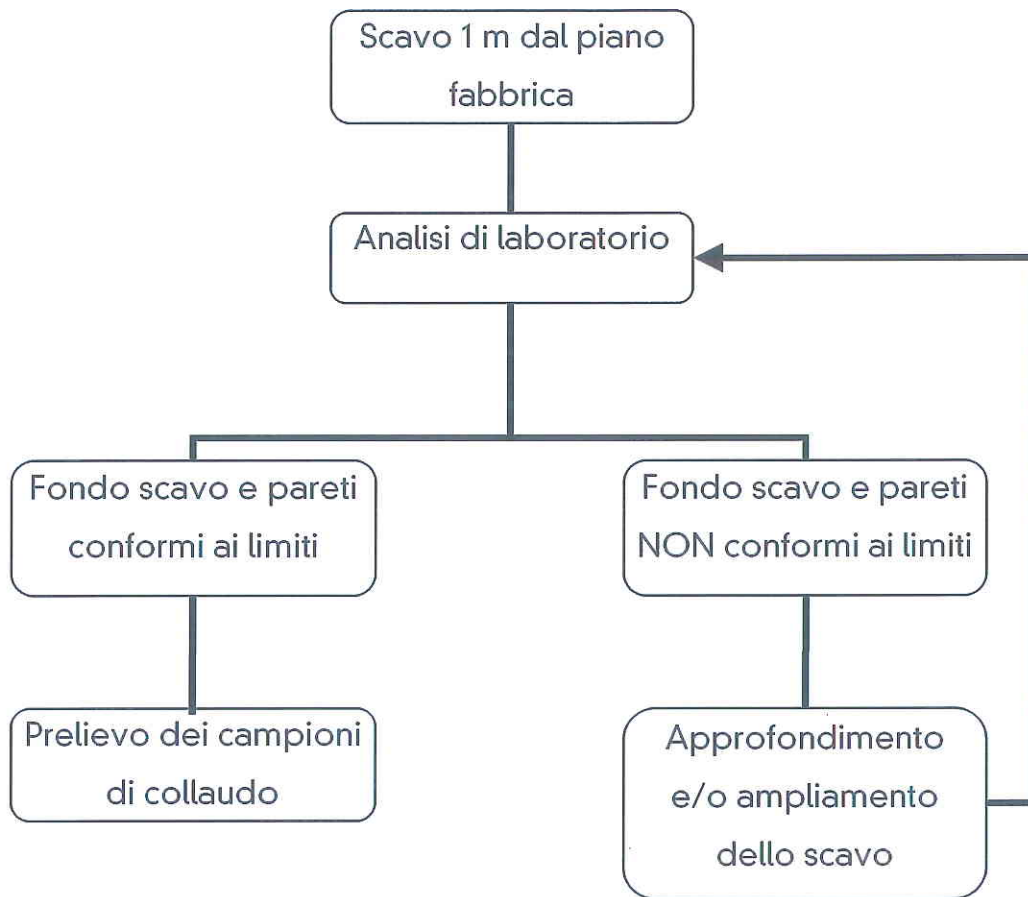 Scavo 1 m dal piano
fabbrica
Analisi di laboratorio
Fondo scavo e pareti
conformi ai limiti
Fondo scavo e pareti
NON conformi ai limiti
Prelievo dei campioni
di collaudo
Approfondimento
e/o ampliamento
dello scavo